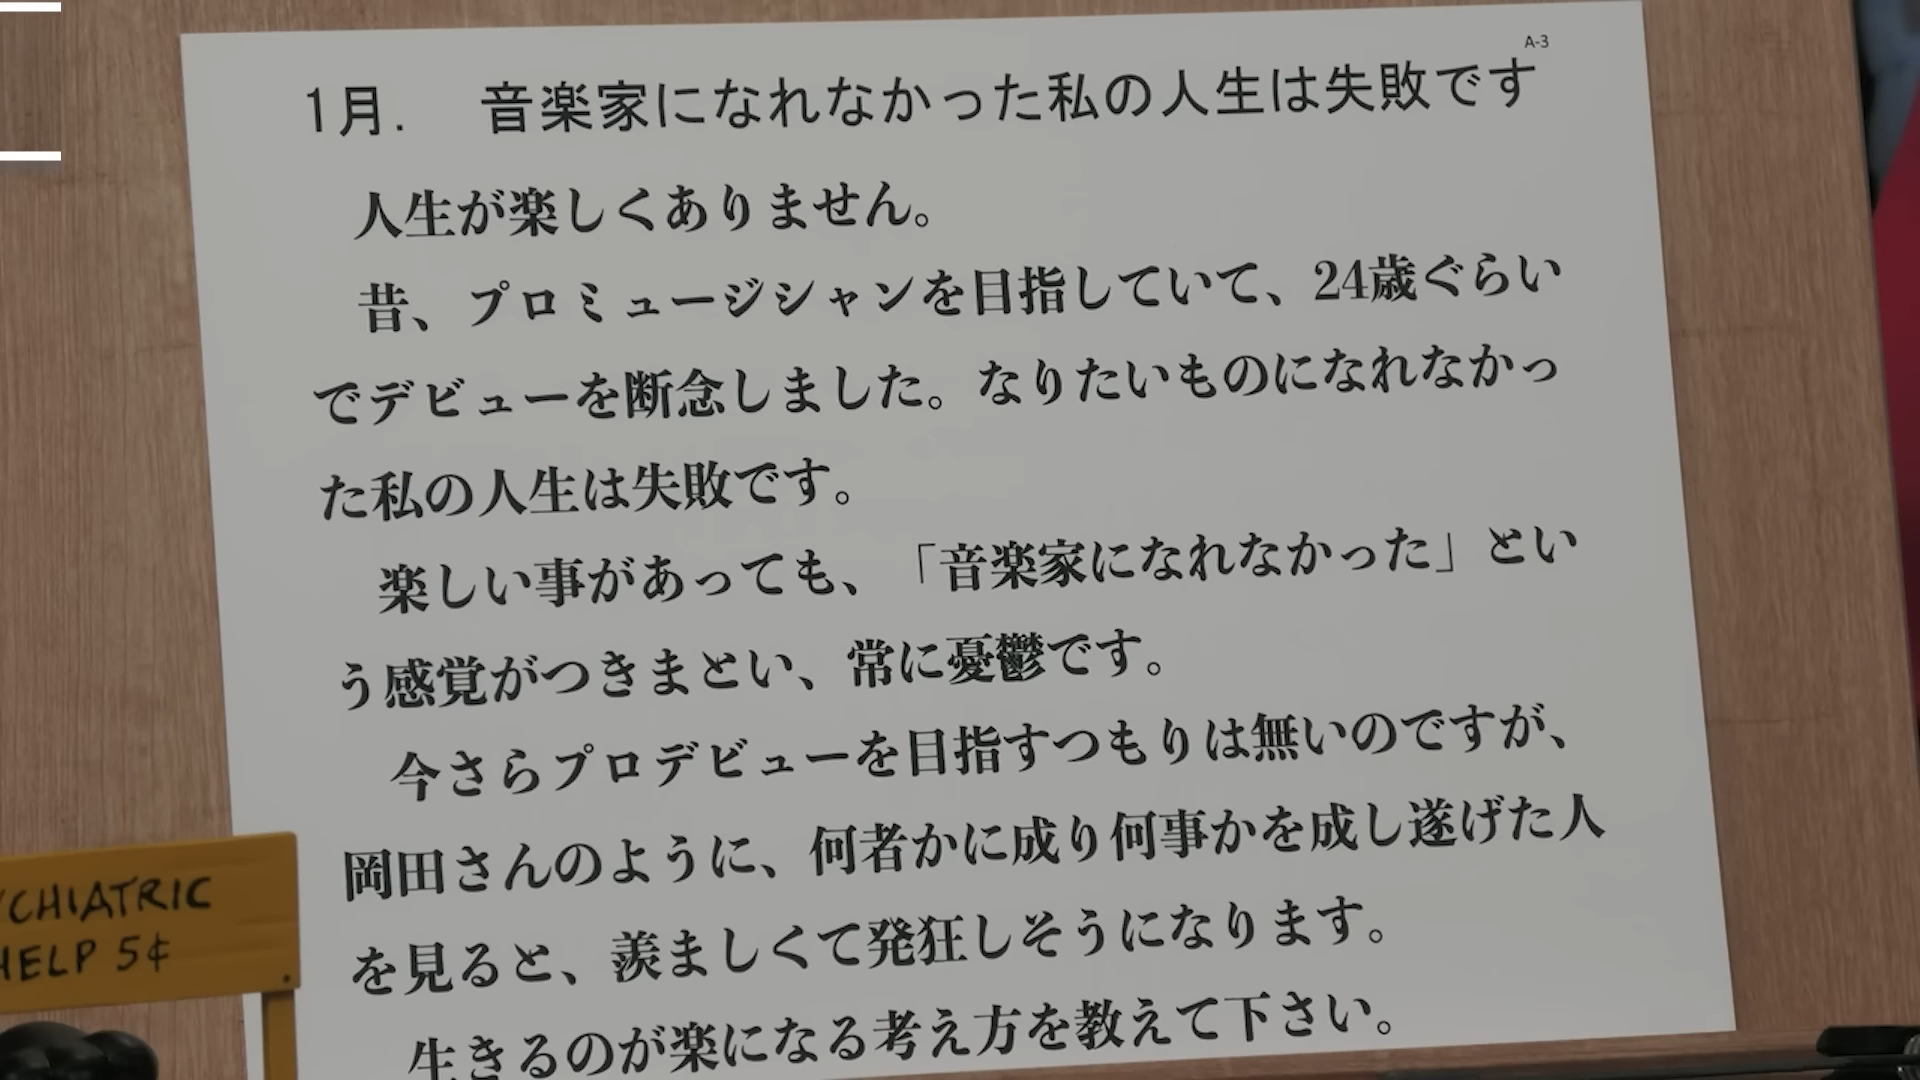 A-3
1月.　音楽家になれなかった私の人生は失敗です
人生が楽しくありません。
昔、プロミュージシャンを目指していて、24歳ぐらい
でデビューを断念しました。なりたいものになれなかっ
た私の人生は失敗です。
楽しい事があっても、「音楽家になれなかった」とい
う感覚がつきまとい、常に憂鬱です。
今さらプロデビューを目指すつもりは無いのですが、
岡田さんのように、何者かに成り何事かを成し遂げた人
を見ると、羨ましくて発狂しそうになります。
生きるのが楽になる考え方を教えて下さい。
YCHIATRIC
HELP 5¢